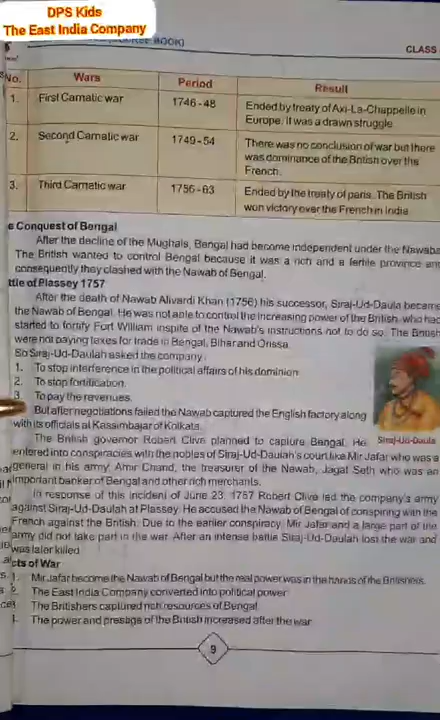 DPS Kids
The East India Company
BOOK)
CLASS
No. Wars Period Result
1. First Carnatic war 1746-48 Ended by treaty of Axi-La-Chappelle in
Europe. It was a drawn struggle
2. Second Carnatic war 1749-54 There was no conclusion of war but there
was dominance of the British over the
French.
3. Third Carnatic war 1756-63 Ended by the treaty of paris. The British
won victory over the French in India
e Conquest of Bengal
After the decline of the Mughals, Bengal had become independent under the Nawabs
The British wanted to control Bengal because it was a rich and a fertile province and
consequently they clashed with the Nawab of Bengal.
ttle of Plassey 1757
After the death of Nawab Alivardi Khan (1756) his successor, Siraj-Ud-Daula became
the Nawab of Bengal. He was not able to control the increasing power of the British, who had
started to fortify Fort William inspite of the Nawab's instructions not to do so. The British
were not paying taxes for trade in Bengal, Bihar and Orissa.
So Siraj-Ud-Daulah asked the company:
1. To stop interference in the political affairs of his dominion
2. To stop fortification.
3. To pay the revenues.
But after negotiations failed the Nawab captured the English factory along
with its officials at Kassimbajar of Kolkata.
The British governor Robert Clive planned to capture Bengal. He
Siraj-Ud-Daula
entered into conspiracies with the nobles of Siraj-Ud-Daulah's court like Mir Jafar who was a
general in his army. Amir Chand, the treasurer of the Nawab, Jagat Seth who was an
important banker of Bengal and other rich merchants.
In response of this incident of June 23, 1757 Robert Clive led the company's army
against Siraj-Ud-Daulah at Plassey. He accused the Nawab of Bengal of conspiring with the
French against the British. Due to the earlier conspiracy, Mir Jafar and a large part of the
army did not take part in the war. After an intense battle Siraj-Ud-Daulah lost the war and
was later killed.
cts of War
1. Mir Jafar become the Nawab of Bengal but the real power was in the hands of the Britishers.
The East India Company converted into political power
The Britishers captured rich resources of Bengal
The power and prestige of the British increased after the war
9